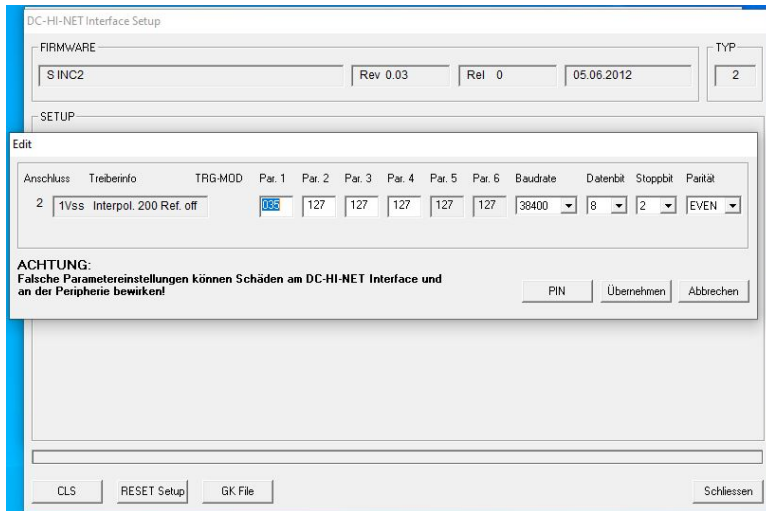 DC-HI-NET Interface Setup
FIRMWARE
TYP
S INC2 Rev 0.03 Rel 0 05.06.2012 2
SETUP
Edit
Anschluss Treiberinfo TRG-MOD Par. 1 Par. 2 Par. 3 Par. 4 Par. 5 Par. 6 Baudrate Datenbit Stoppbit Parität
2 1Vss Interpol. 200 Ref. off 035 127 127 127 127 127 38400 8 2 EVEN
ACHTUNG:
Falsche Parametereinstellungen können Schäden am DC-HI-NET Interface und
an der Peripherie bewirken!
PIN Übernehmen Abbrechen
CLS RESET Setup GK File Schliessen